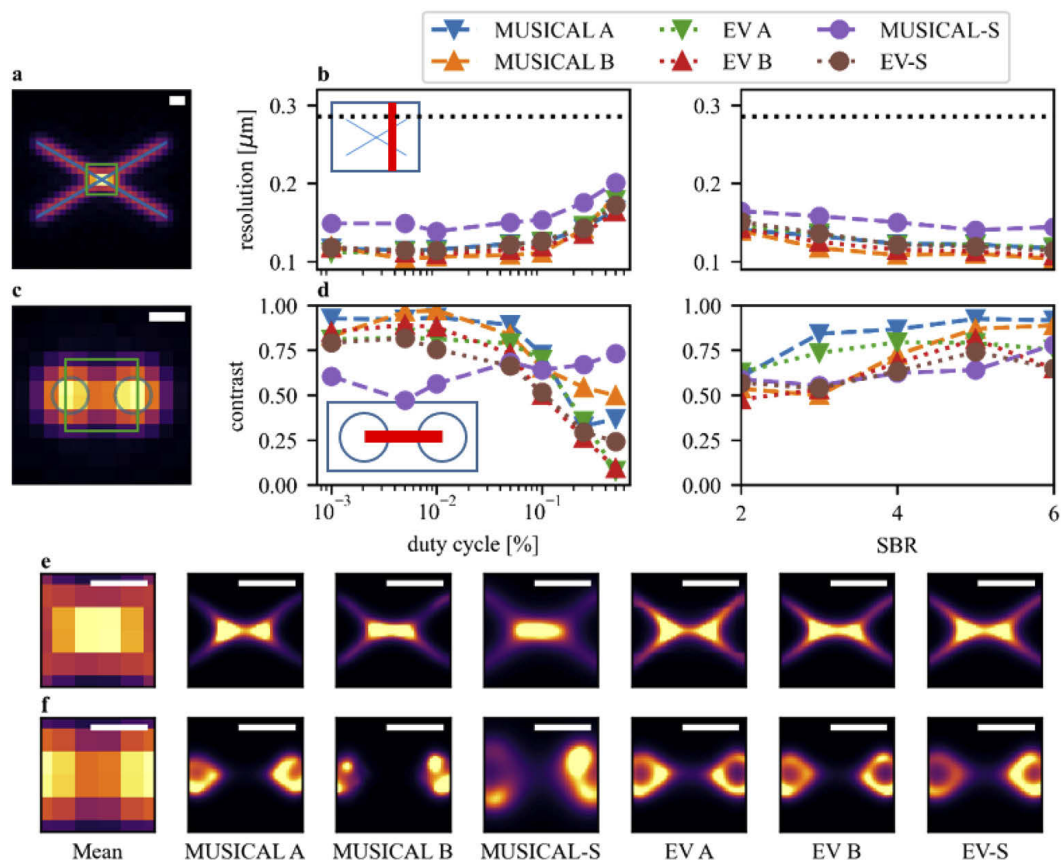 MUSICAL A EV A MUSICAL-S
MUSICAL B EV B EV-S
a b
0.3 0.3
resolution [μm]
0.2 0.2
0.1 0.1
c d
1.00 1.00
0.75 0.75
contrast
0.50 0.50
0.25 0.25
0.00 0.00
10⁻³ 10⁻² 10⁻¹ 2 4 6
duty cycle [%] SBR
e
f
Mean MUSICAL A MUSICAL B MUSICAL-S EV A EV B EV-S